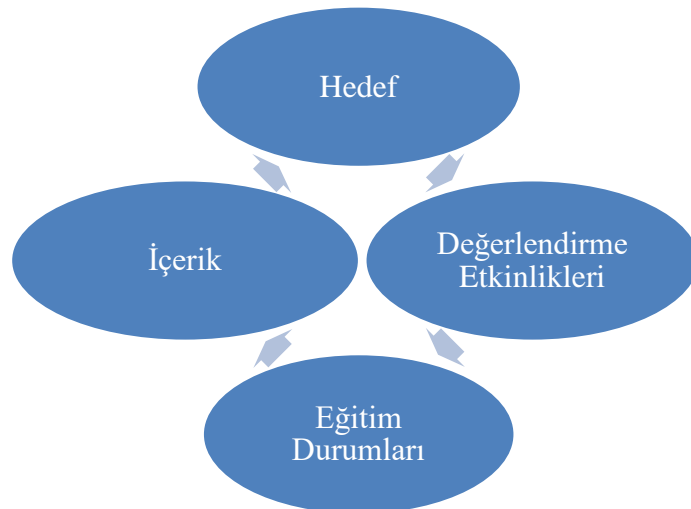 Hedef
İçerik
Değerlendirme
Etkinlikleri
Eğitim
Durumları